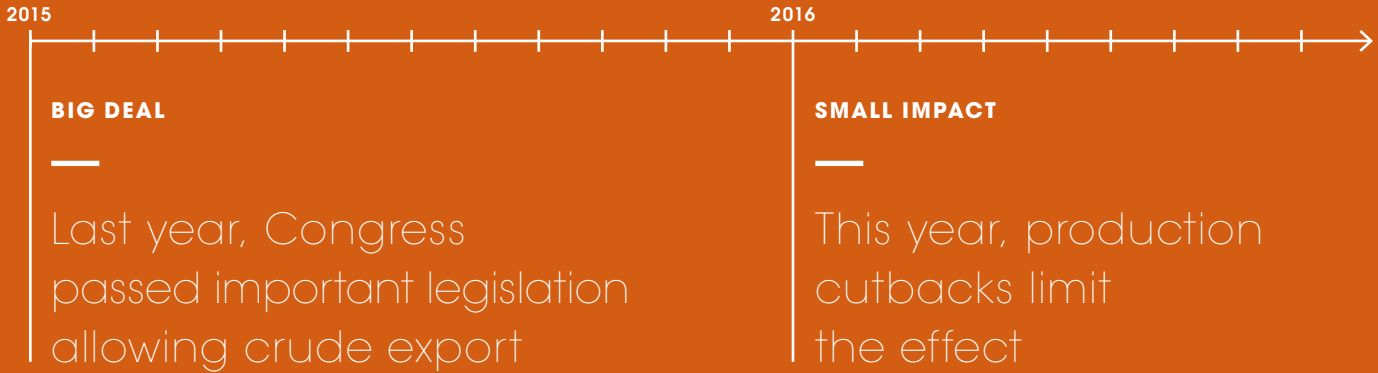 2015
2016
BIG DEAL
Last year, Congress
passed important legislation
allowing crude export
SMALL IMPACT
This year, production
cutbacks limit
the effect